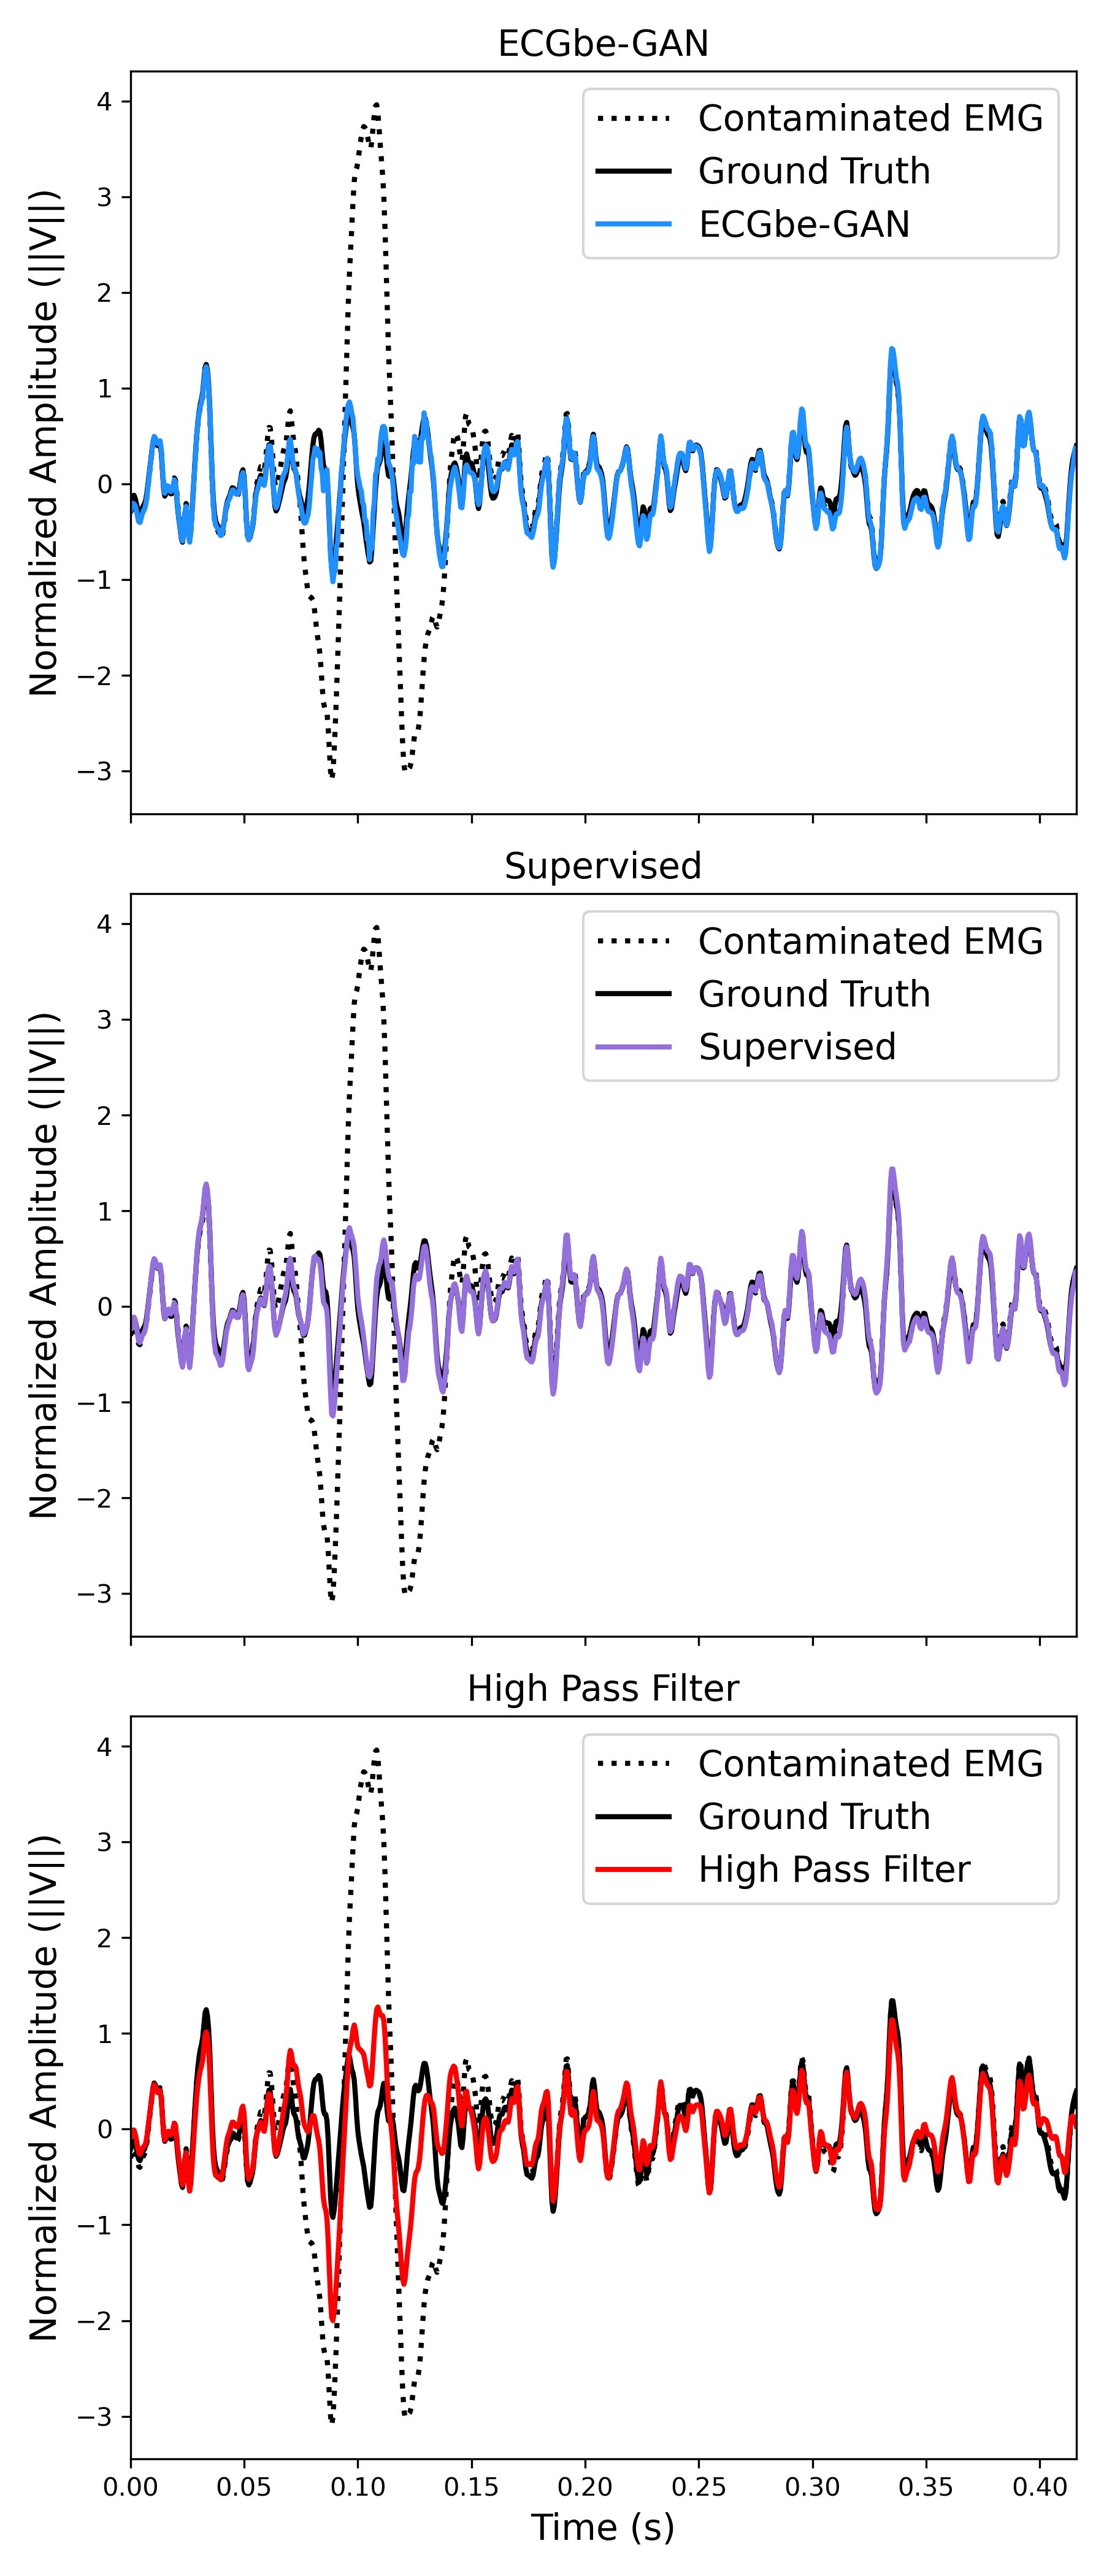 ECGbe-GAN
Normalized Amplitude (||V||)
4
3
2
1
0
−1
−2
−3
Contaminated EMG
Ground Truth
ECGbe-GAN
Supervised
Normalized Amplitude (||V||)
4
3
2
1
0
−1
−2
−3
Contaminated EMG
Ground Truth
Supervised
High Pass Filter
Normalized Amplitude (||V||)
4
3
2
1
0
−1
−2
−3
Contaminated EMG
Ground Truth
High Pass Filter
0.00 0.05 0.10 0.15 0.20 0.25 0.30 0.35 0.40
Time (s)